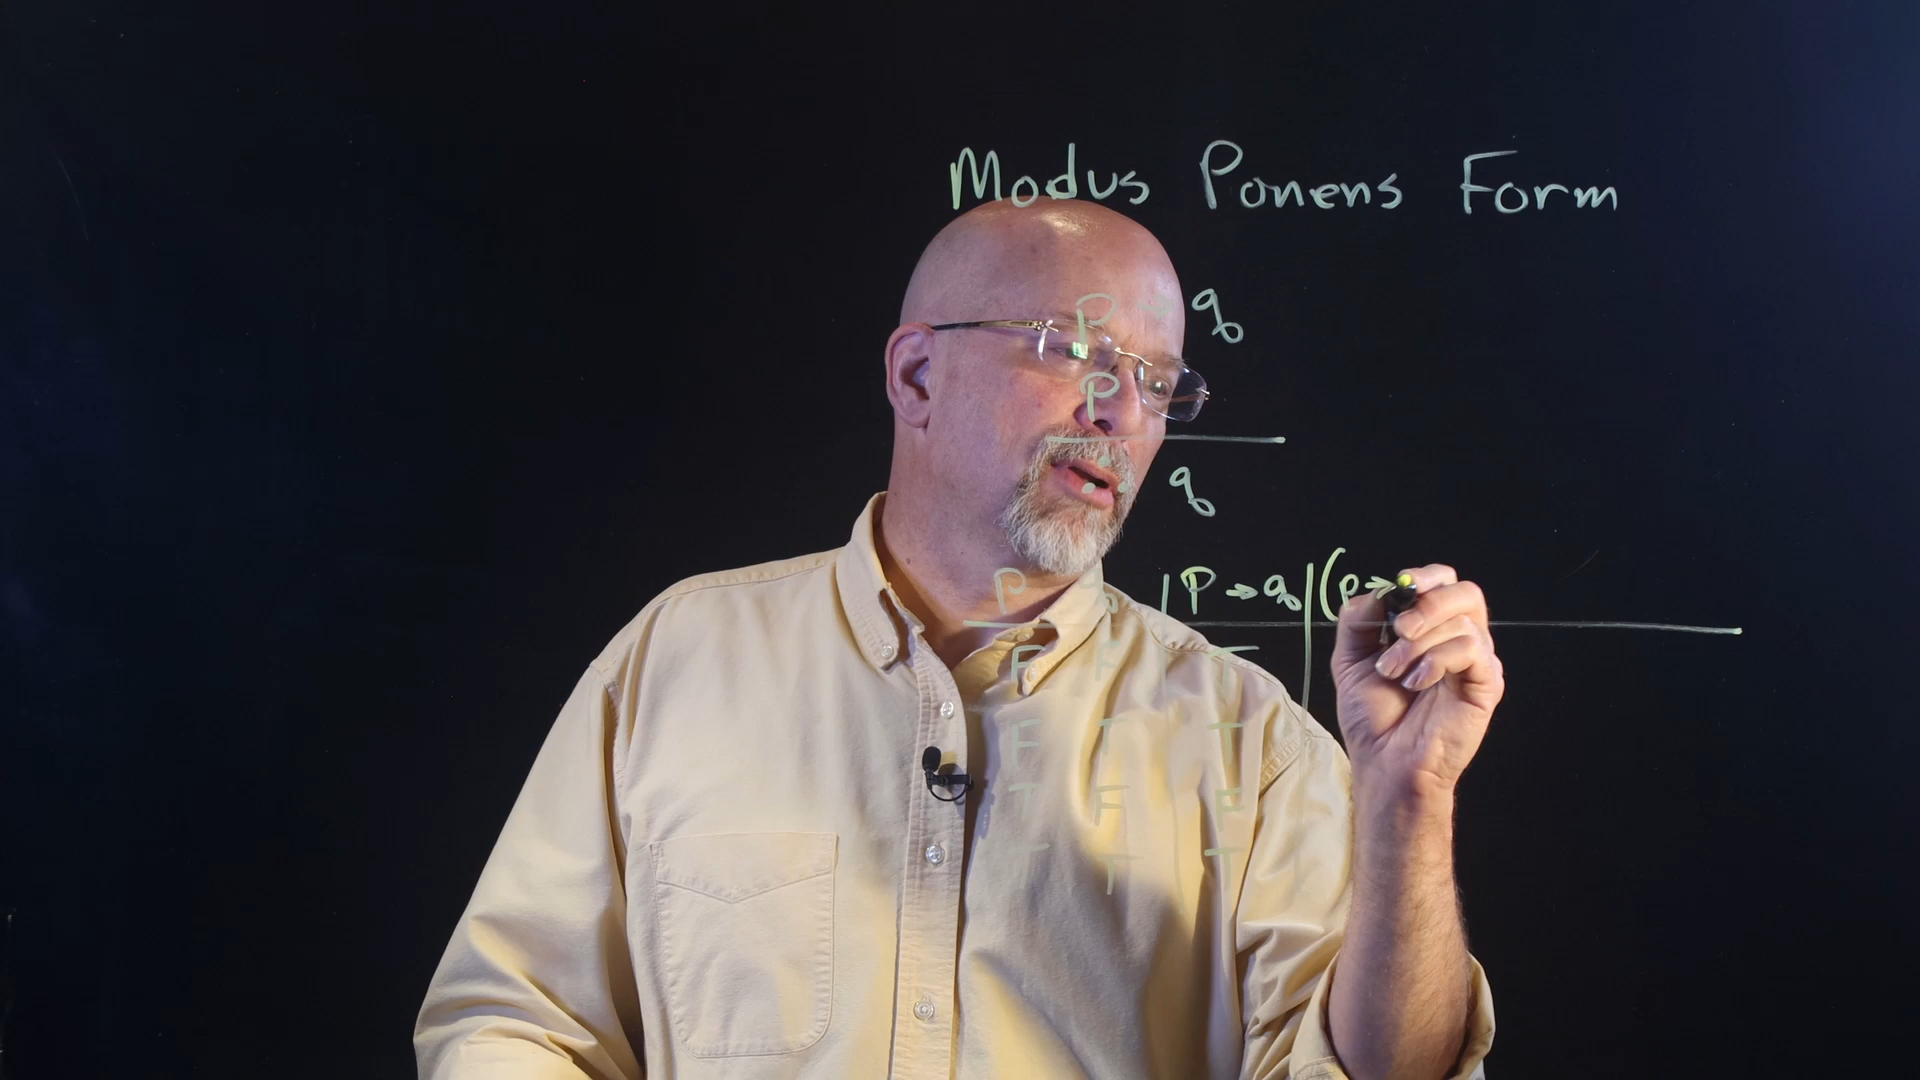 Modus Ponens Form
P → q
P
∴ q
P q | P → q | (P →
F F T
F T T
T F F
T T T